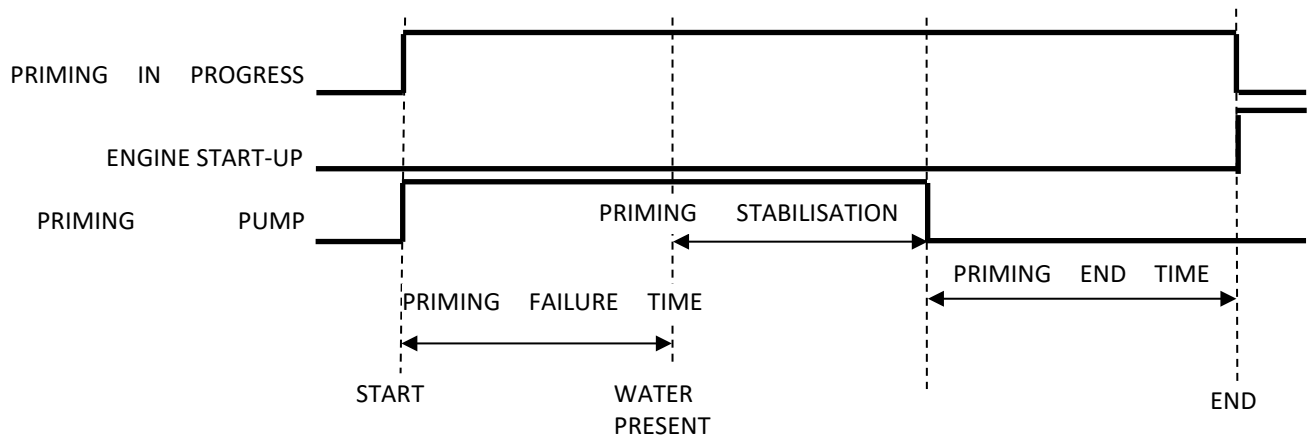 PRIMING IN PROGRESS
ENGINE START-UP
PRIMING PUMP
PRIMING STABILISATION
PRIMING END TIME
PRIMING FAILURE TIME
START
WATER
PRESENT
END